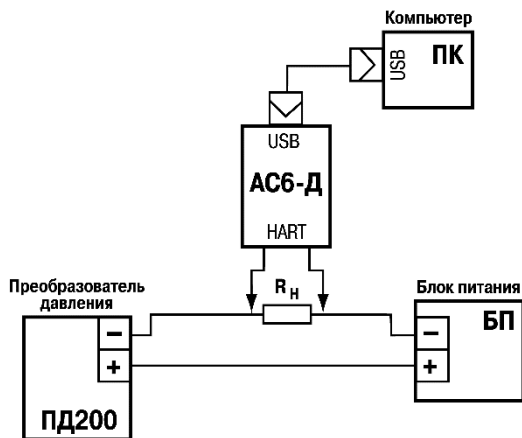 Компьютер
ПК
USB
USB
АС6-Д
HART
Преобразователь
давления
R н
Блок питания
−
+
ПД200
−
+
БП